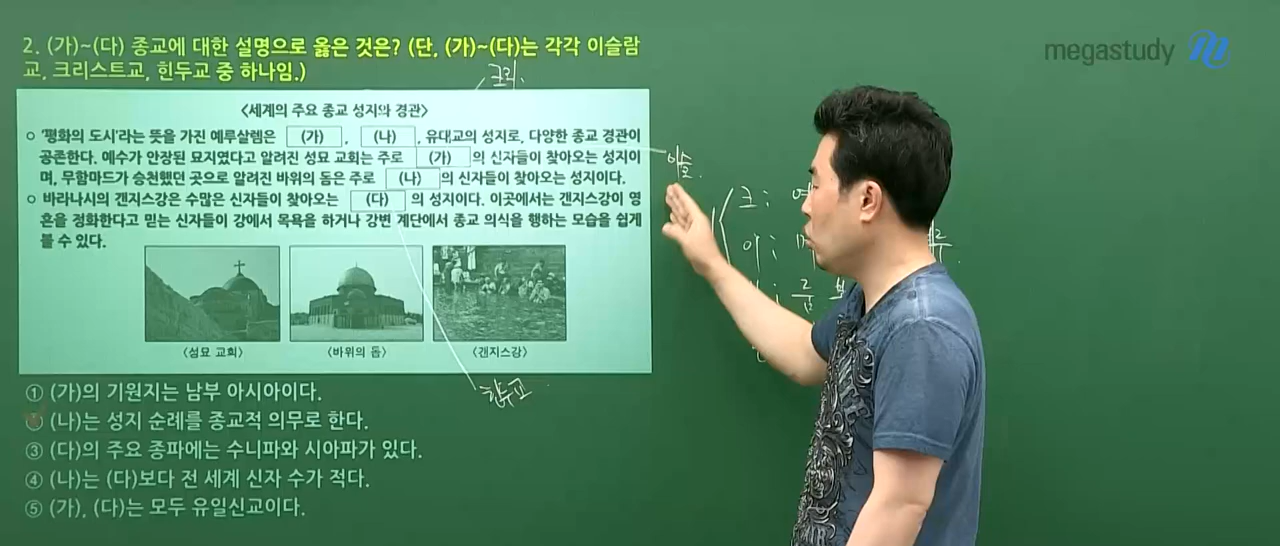 2. (가)~(다) 종교에 대한 설명으로 옳은 것은? (단, (가)~(다)는 각각 이슬람
교, 크리스트교, 힌두교 중 하나임.)
megastudy
크리.
<세계의 주요 종교 성지와 경관>
○ '평화의 도시'라는 뜻을 가진 예루살렘은 (가), (나), 유대교의 성지로, 다양한 종교 경관이
공존한다. 예수가 안장된 묘지였다고 알려진 성묘 교회는 주로 (가)의 신자들이 찾아오는 성지이
며, 무함마드가 승천했던 곳으로 알려진 바위의 돔은 주로 (나)의 신자들이 찾아오는 성지이다.
이슬.
○ 바라나시의 갠지스강은 수많은 신자들이 찾아오는 (다)의 성지이다. 이곳에서는 갠지스강이 영
혼을 정화한다고 믿는 신자들이 강에서 목욕을 하거나 강변 계단에서 종교 의식을 행하는 모습을 쉽게
볼 수 있다.
<성묘 교회> <바위의 돔> <갠지스강>
힌두교
① (가)의 기원지는 남부 아시아이다.
② (나)는 성지 순례를 종교적 의무로 한다.
③ (다)의 주요 종파에는 수니파와 시아파가 있다.
④ (나)는 (다)보다 전 세계 신자 수가 적다.
⑤ (가), (다)는 모두 유일신교이다.
크: 예
이: